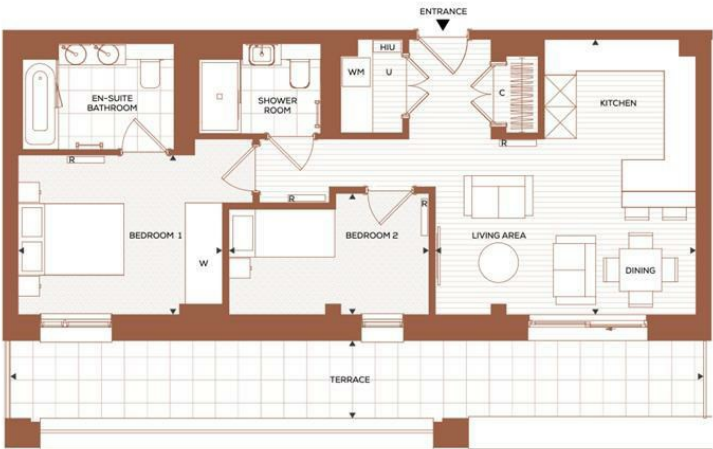 ENTRANCE
HIU
WM
U
C
EN-SUITE
BATHROOM
SHOWER
ROOM
KITCHEN
R
R
R
R
BEDROOM 1
BEDROOM 2
LIVING AREA
W
DINING
TERRACE